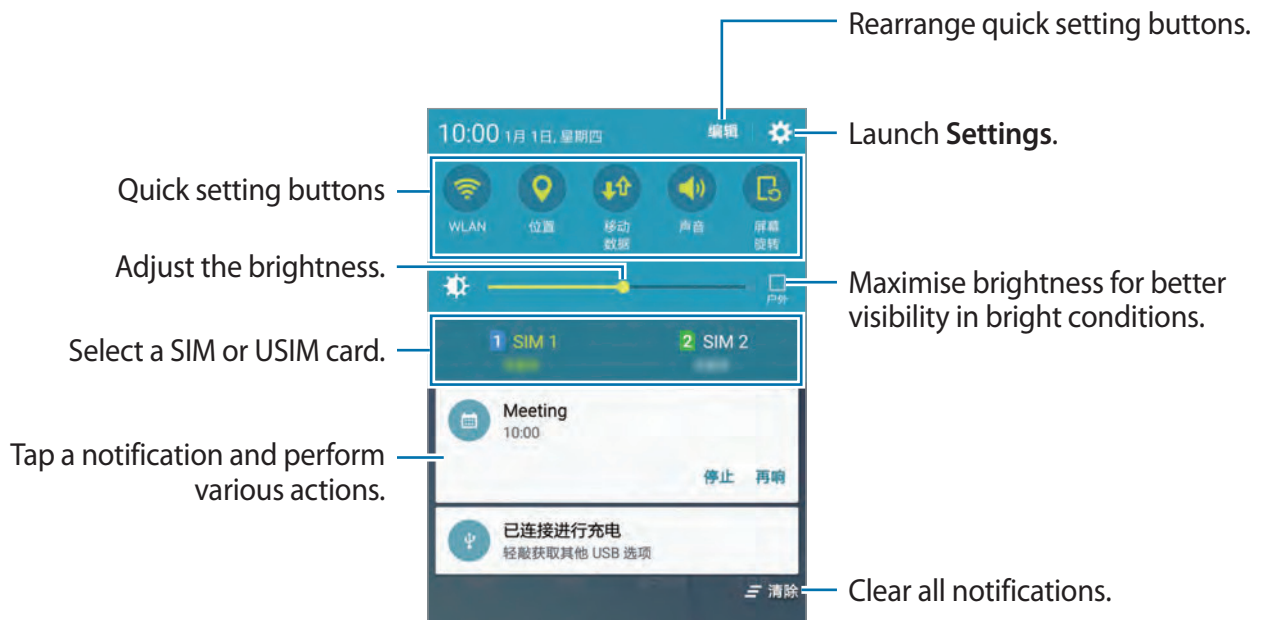 Rearrange quick setting buttons.
10:00 1月 1日, 星期四
编辑
Launch Settings.
Quick setting buttons
WLAN
位置
移动
数据
声音
屏幕
旋转
Adjust the brightness.
户外
Maximise brightness for better
visibility in bright conditions.
Select a SIM or USIM card.
1 SIM 1
2 SIM 2
Meeting
10:00
Tap a notification and perform
various actions.
停止 再响
已连接进行充电
轻敲获取其他 USB 选项
清除
Clear all notifications.